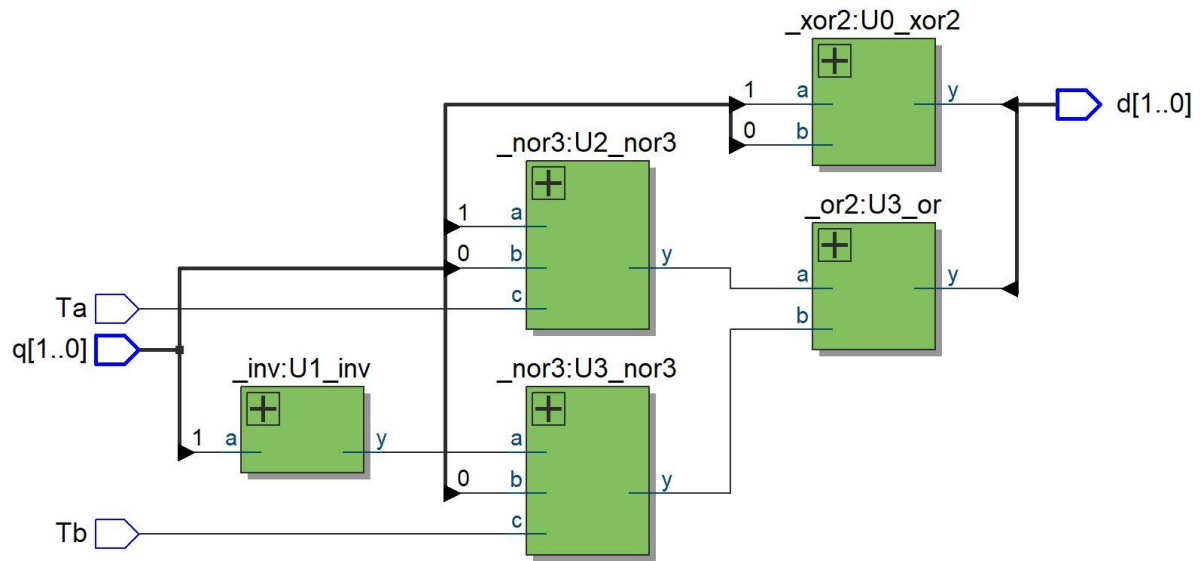 _xor2:U0_xor2
1 a y
0 b
d[1..0]
_nor3:U2_nor3
1 a
0 b y
c
_or2:U3_or
a y
b
Ta
q[1..0]
_inv:U1_inv
1 a y
_nor3:U3_nor3
a
0 b y
c
Tb